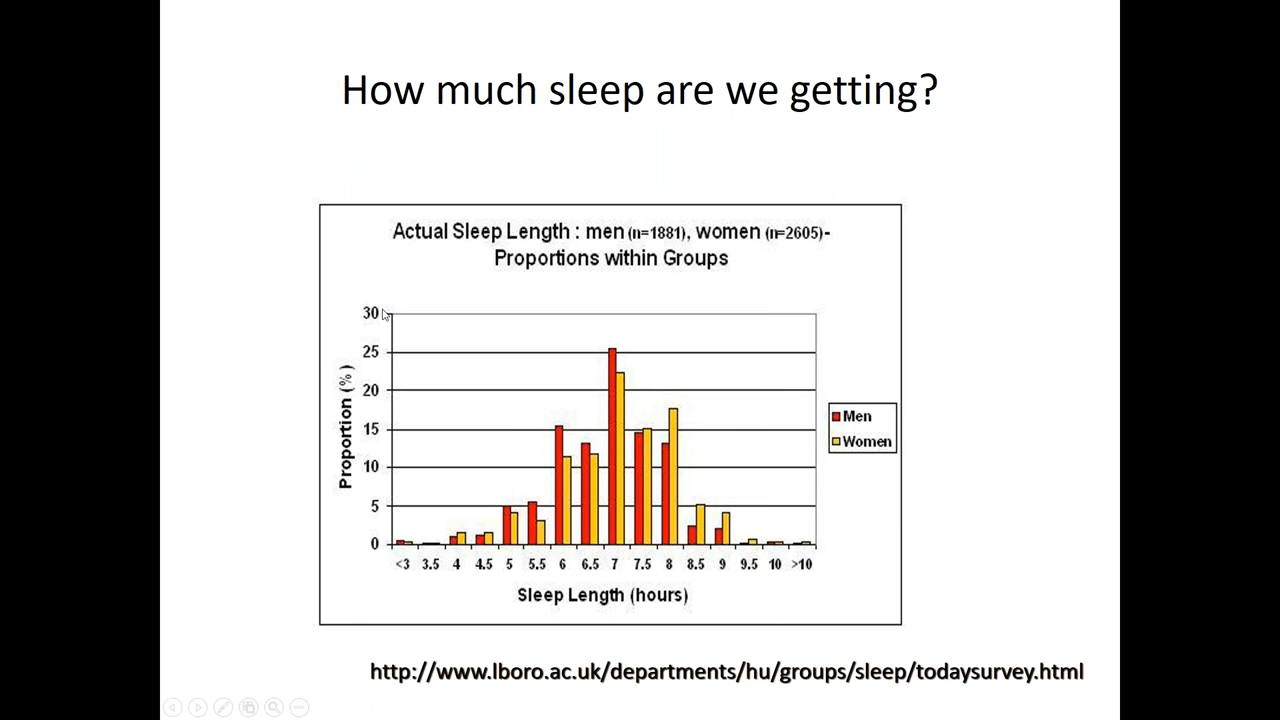 How much sleep are we getting?
Actual Sleep Length : men (n=1881), women (n=2605)-
Proportions within Groups
30
25
20
15
10
5
0
Proportion (%)
<3 3.5 4 4.5 5 5.5 6 6.5 7 7.5 8 8.5 9 9.5 10 >10
Sleep Length (hours)
Men
Women
http://www.lboro.ac.uk/departments/hu/groups/sleep/todaysurvey.html